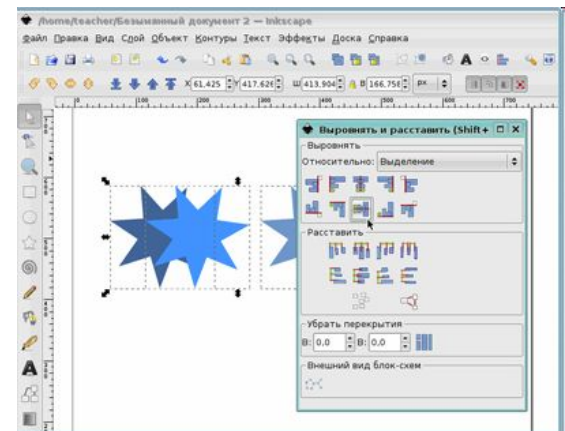 /home/teacher/Безымянный документ 2 — Inkscape
Файл Правка Вид Слой Объект Контуры Текст Эффекты Доска Справка
X 61,425 Y 417,626 Ш 413,904 В 166,758 px
0 100 200 300 400 500 600 700
Выровнять и расставить (Shift+
Выровнять
Относительно: Выделение
Расставить
Убрать перекрытия
В: 0,0 В: 0,0
Внешний вид блок-схем